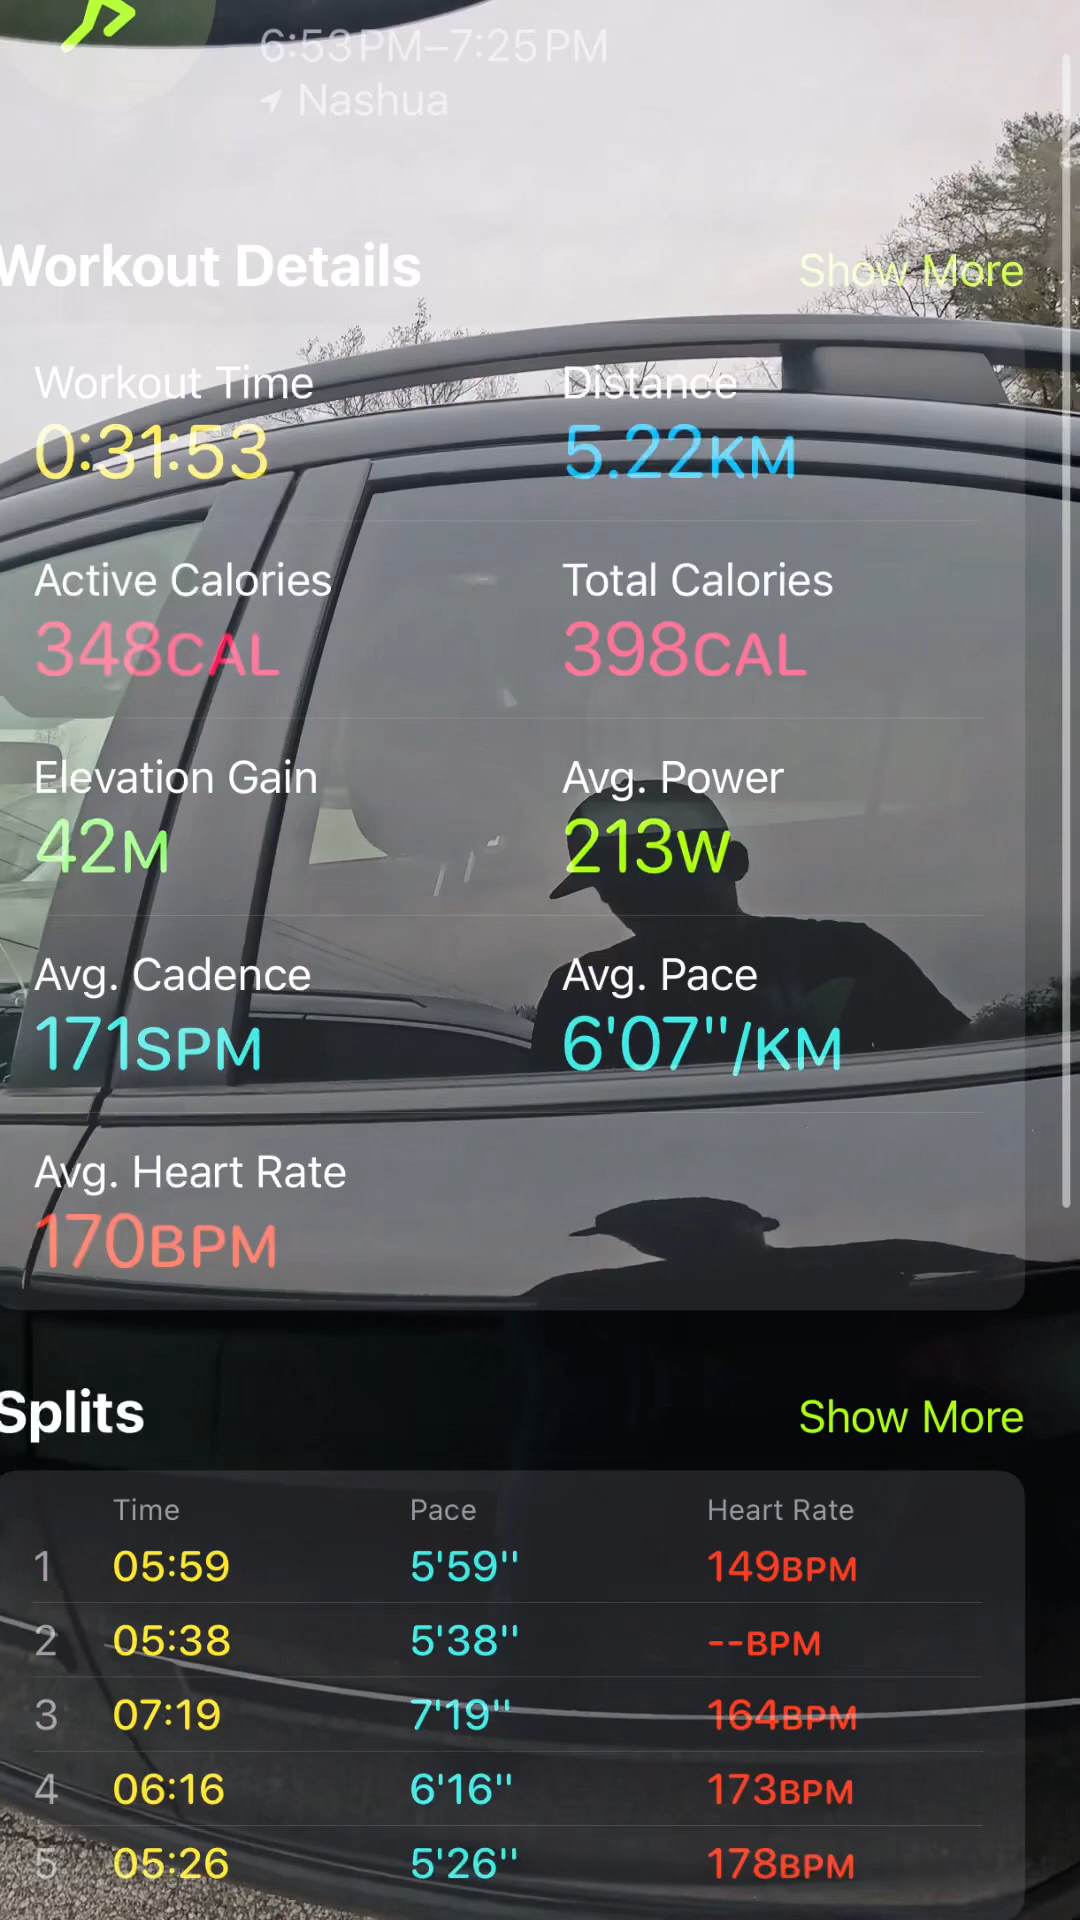 6:53PM–7:25PM
Nashua
Workout Details Show More
Workout Time Distance
0:31:53 5.22KM
Active Calories Total Calories
348CAL 398CAL
Elevation Gain Avg. Power
42M 213W
Avg. Cadence Avg. Pace
171SPM 6'07"/KM
Avg. Heart Rate
170BPM
Splits Show More
Time Pace Heart Rate
1 05:59 5'59" 149BPM
2 05:38 5'38" --BPM
3 07:19 7'19" 164BPM
4 06:16 6'16" 173BPM
5 05:26 5'26" 178BPM